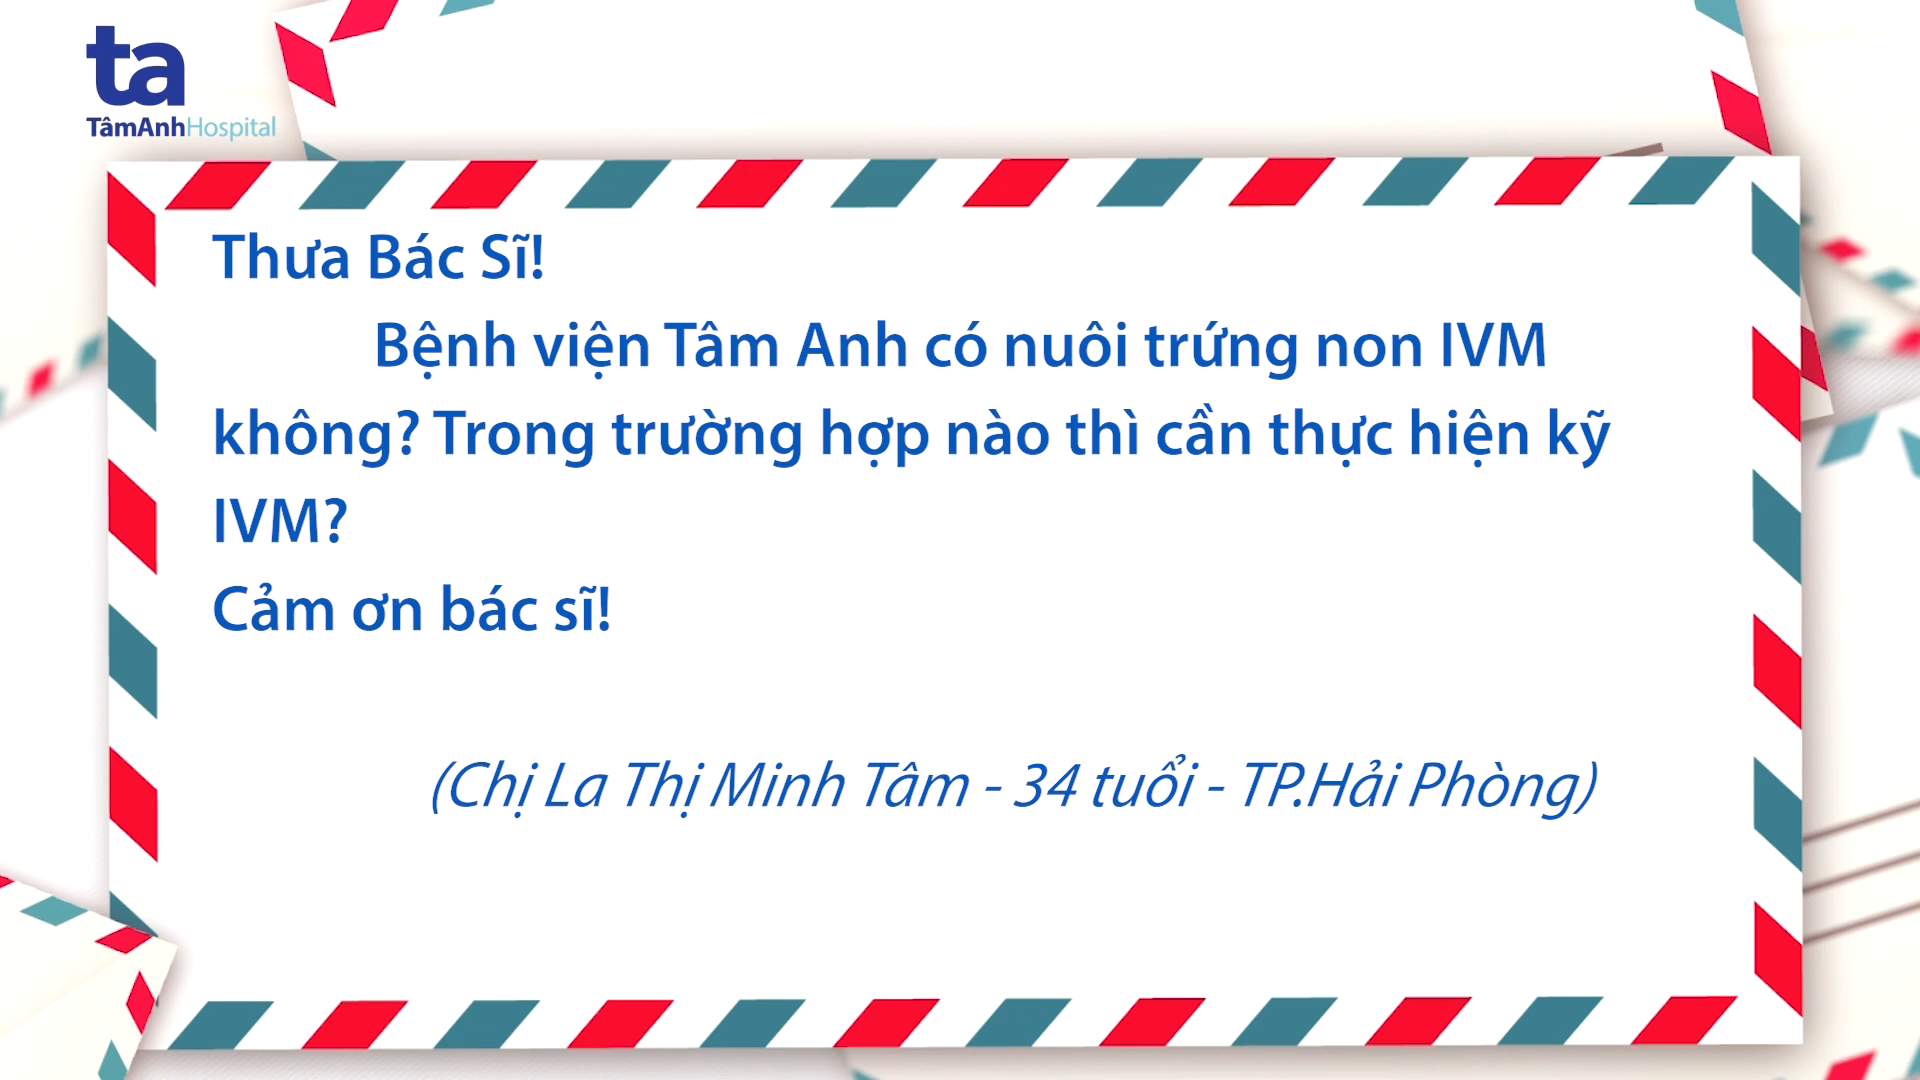 ta
TâmAnhHospital
Thưa Bác Sĩ!
Bệnh viện Tâm Anh có nuôi trứng non IVM
không? Trong trường hợp nào thì cần thực hiện kỹ
IVM?
Cảm ơn bác sĩ!
(Chị La Thị Minh Tâm - 34 tuổi - TP.Hải Phòng)